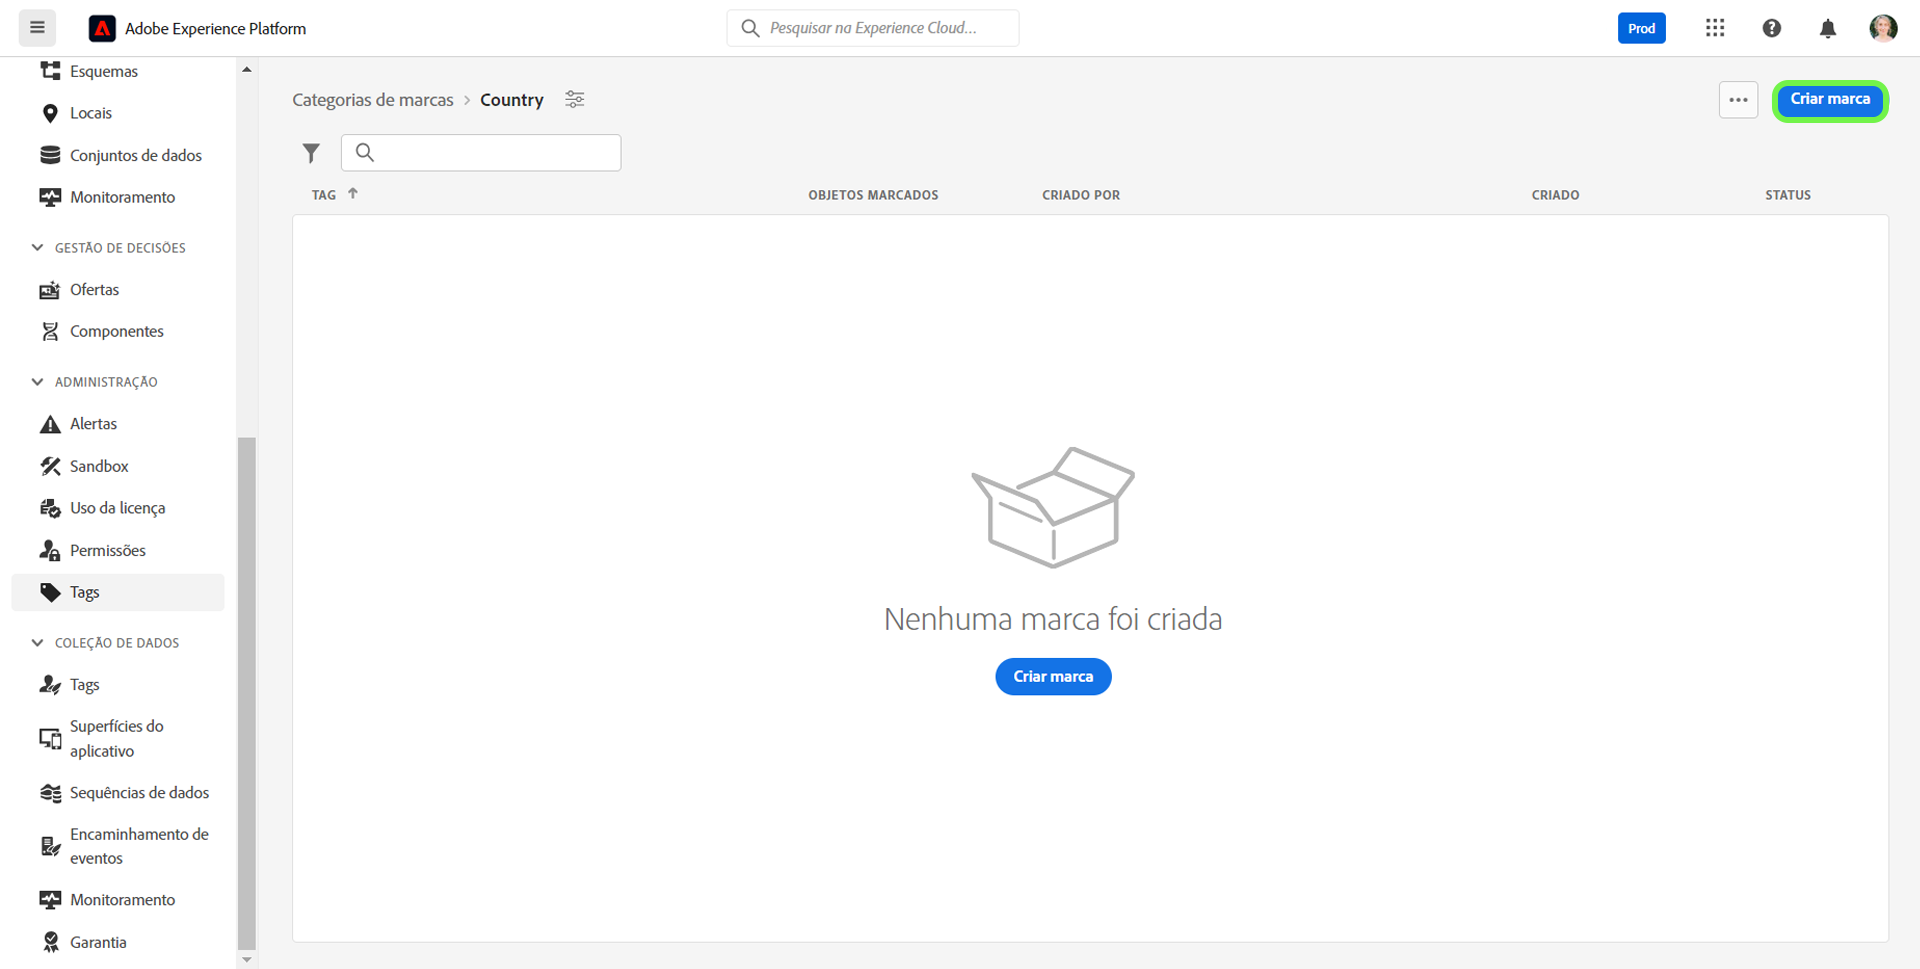 Adobe Experience Platform
Pesquisar na Experience Cloud...
Prod
Esquemas
Locais
Conjuntos de dados
Monitoramento
GESTÃO DE DECISÕES
Ofertas
Componentes
ADMINISTRAÇÃO
Alertas
Sandbox
Uso da licença
Permissões
Tags
COLEÇÃO DE DADOS
Tags
Superfícies do
aplicativo
Sequências de dados
Encaminhamento de
eventos
Monitoramento
Garantia
Categorias de marcas > Country
Criar marca
TAG OBJETOS MARCADOS CRIADO POR CRIADO STATUS
Nenhuma marca foi criada
Criar marca